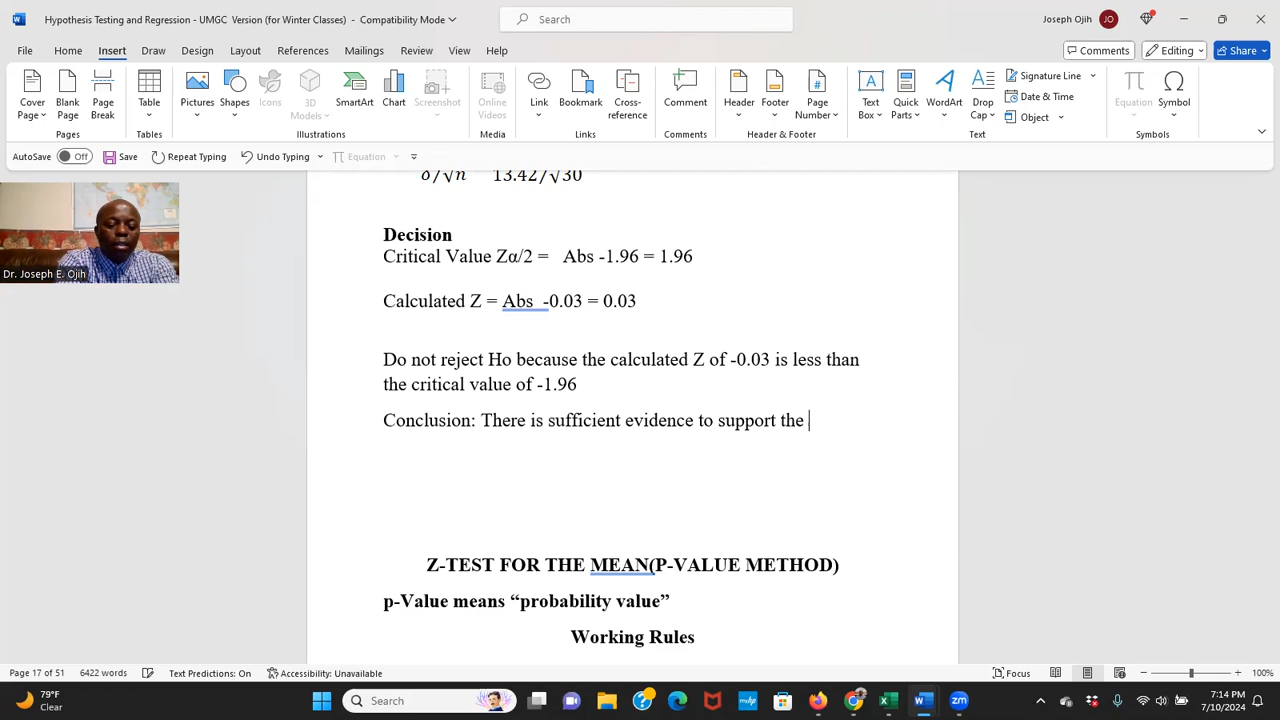 Hypothesis Testing and Regression - UMGC Version (for Winter Classes) - Compatibility Mode
Search
Joseph Ojih
JO
File Home Insert Draw Design Layout References Mailings Review View Help
Comments
Editing
Share
Cover Page
Blank Page
Page Break
Table
Pictures
Shapes
Icons
3D Models
SmartArt
Chart
Screenshot
Online Videos
Link
Bookmark
Cross-reference
Comment
Header
Footer
Page Number
Text Box
Quick Parts
WordArt
Drop Cap
Signature Line
Date & Time
Object
Equation
Symbol
Pages Tables Illustrations Media Links Comments Header & Footer Text Symbols
AutoSave Off Save Repeat Typing Undo Typing Equation
σ/√n 13.42/√30
Dr. Joseph E. Ojih
Decision
Critical Value Zα/2 = Abs -1.96 = 1.96
Calculated Z = Abs -0.03 = 0.03
Do not reject Ho because the calculated Z of -0.03 is less than
the critical value of -1.96
Conclusion: There is sufficient evidence to support the
Z-TEST FOR THE MEAN(P-VALUE METHOD)
p-Value means “probability value”
Working Rules
Page 17 of 51 6422 words Text Predictions: On Accessibility: Unavailable Focus 100%
79°F
Clear
Search
7:14 PM
7/10/2024